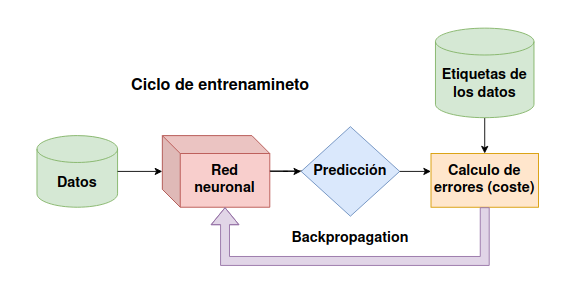 Etiquetas de
los datos
Ciclo de entrenamineto
Datos
Red
neuronal
Predicción
Calculo de
errores (coste)
Backpropagation